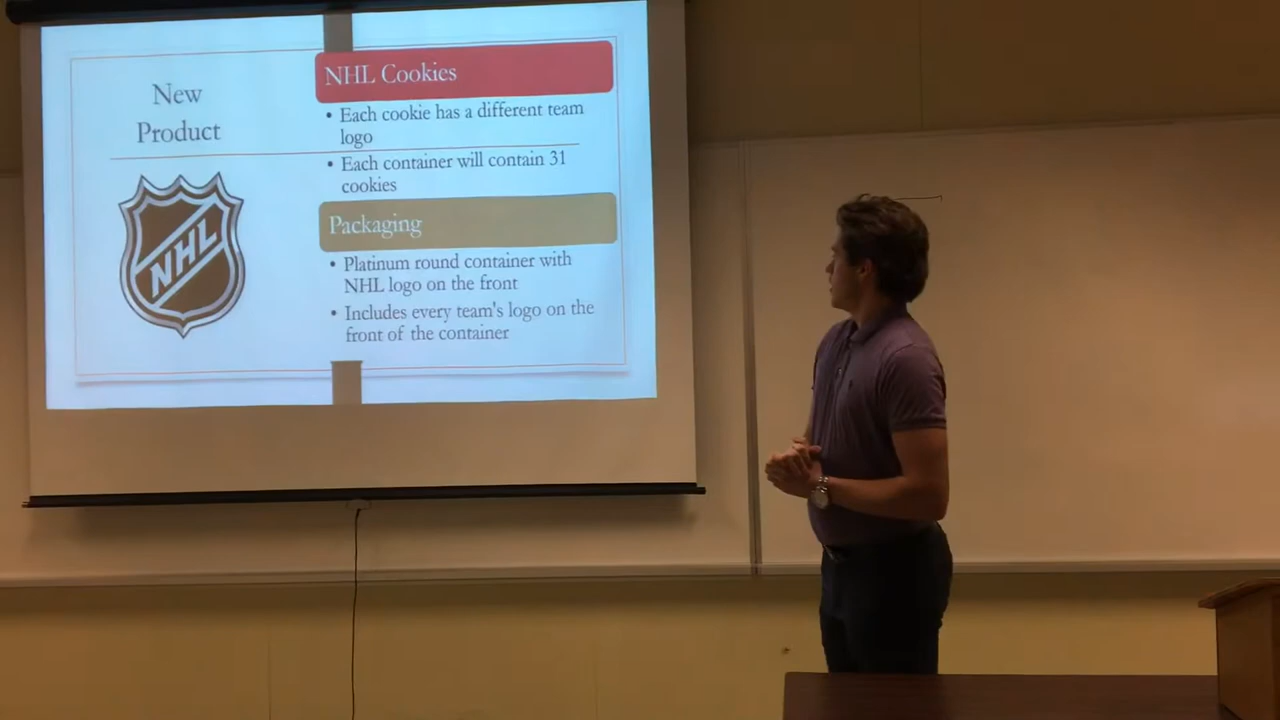 New
Product
NHL
NHL Cookies
• Each cookie has a different team
logo
• Each container will contain 31
cookies
Packaging
• Platinum round container with
NHL logo on the front
• Includes every team's logo on the
front of the container